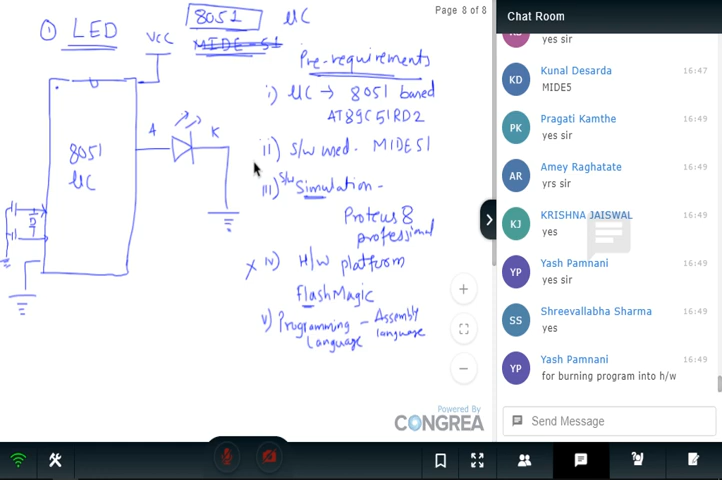 Page 8 of 8
① LED
8051 µC
MIDE-51
VCC
Pre-requirements
i) µC → 8051 based
AT89C51RD2
A
K
8051
µC
ii) S/w used. MIDE51
iii) S/w Simulation -
Proteus 8
professional
x iv) H/w platform
FlashMagic
v) Programming - Assembly
Language language
Powered By
CONGREA
Chat Room
yes sir
KD
Kunal Desarda
16:47
MIDE5
PK
Pragati Kamthe
16:49
yes sir
AR
Amey Raghatate
16:49
yrs sir
KJ
KRISHNA JAISWAL
16:49
yes
YP
Yash Pamnani
16:49
yes sir
SS
Shreevallabha Sharma
16:49
yes
YP
Yash Pamnani
16:49
for burning program into h/w
Send Message